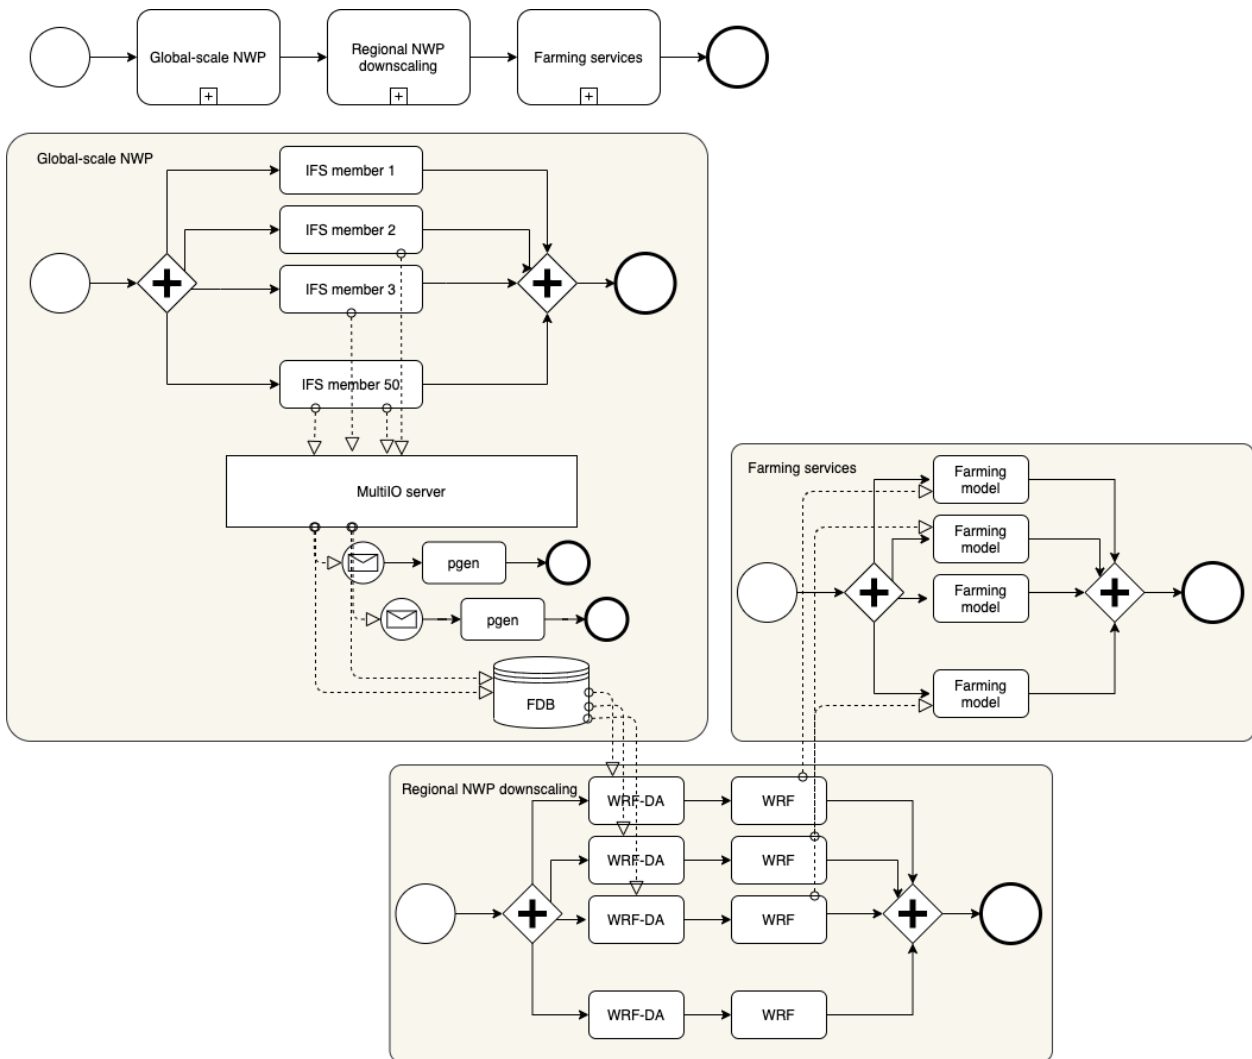 Global-scale NWP
Regional NWP
downscaling
Farming services
Global-scale NWP
IFS member 1
IFS member 2
IFS member 3
IFS member 50
MultiIO server
pgen
pgen
FDB
Farming services
Farming
model
Farming
model
Farming
model
Farming
model
Regional NWP downscaling
WRF-DA
WRF
WRF-DA
WRF
WRF-DA
WRF
WRF-DA
WRF